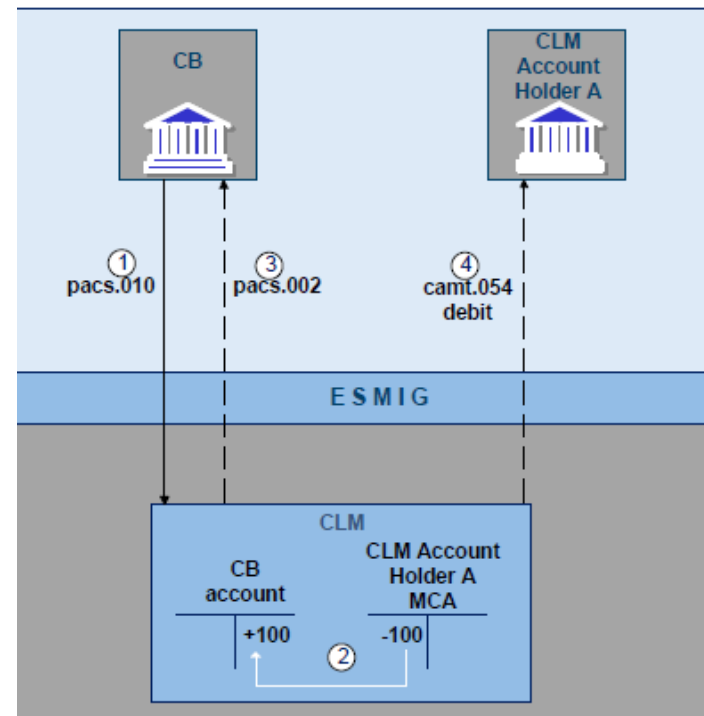 CB
CLM
Account
Holder A
1
pacs.010
3
pacs.002
4
camt.054
debit
ESMIG
CLM
CB
account
CLM Account
Holder A
MCA
+100
-100
2